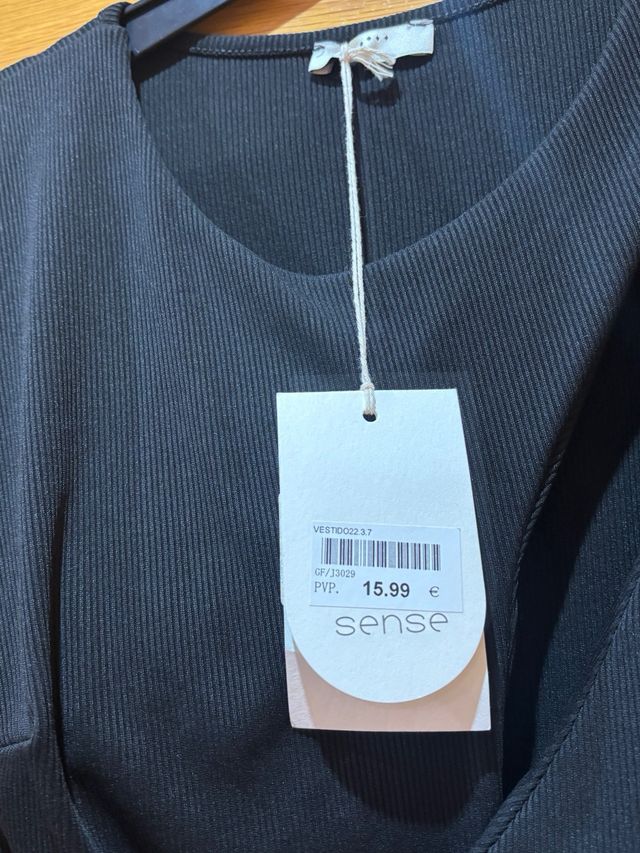 VESTIDO22.3.7
GF/J3029
PVP. 15.99 €
sense